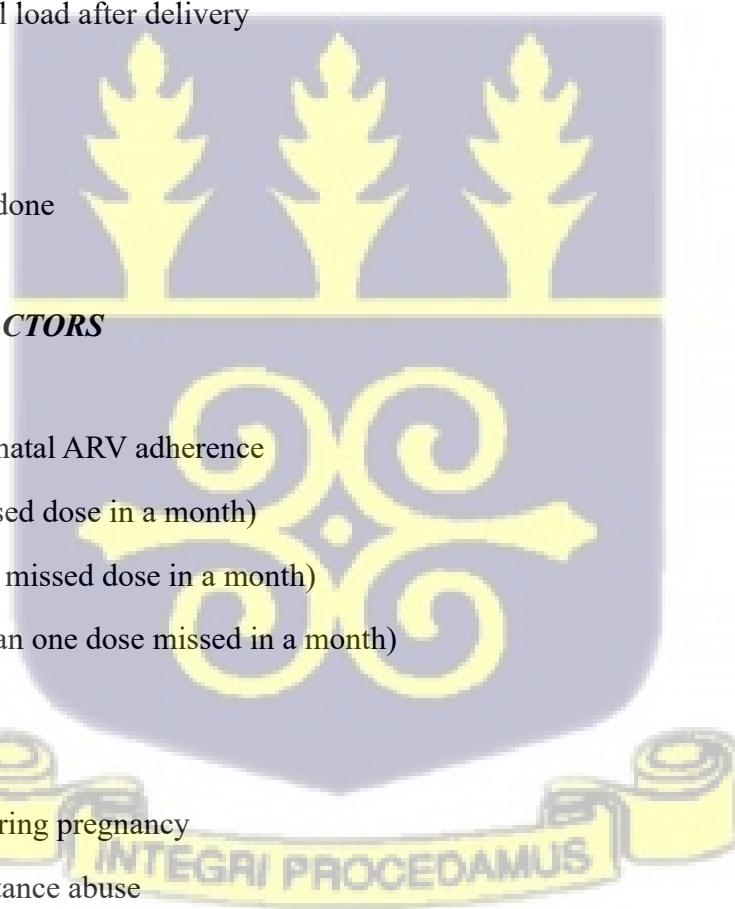 l load after delivery
done
CTORS
natal ARV adherence
sed dose in a month)
missed dose in a month)
an one dose missed in a month)
ring pregnancy
INTEGRI PROCEDAMUS
tance abuse